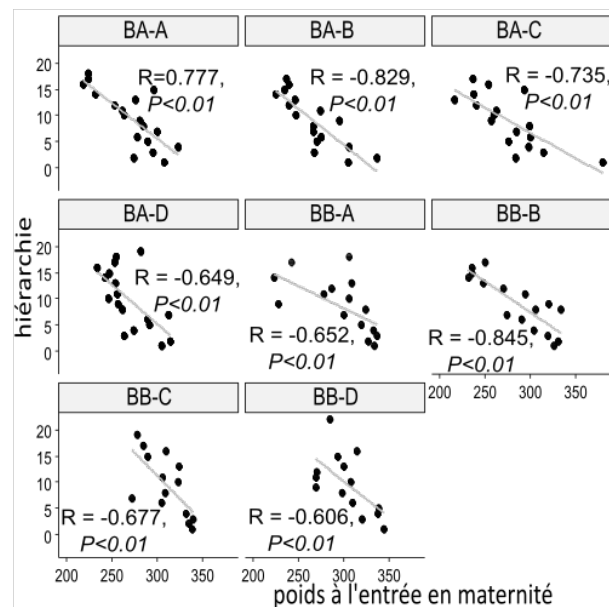 BA-A BA-B BA-C
R=0.777,
P<0.01
R = -0.829,
P<0.01
R = -0.735,
P<0.01
20
15
10
5
0
BA-D BB-A BB-B
hiérarchie
R = -0.649,
P<0.01
R = -0.652,
P<0.01
R = -0.845,
P<0.01
20
15
10
5
0
BB-C BB-D
R = -0.677,
P<0.01
R = -0.606,
P<0.01
20
15
10
5
0
200 250 300 350
200 250 300 350
200 250 300 350
poids à l'entrée en maternité